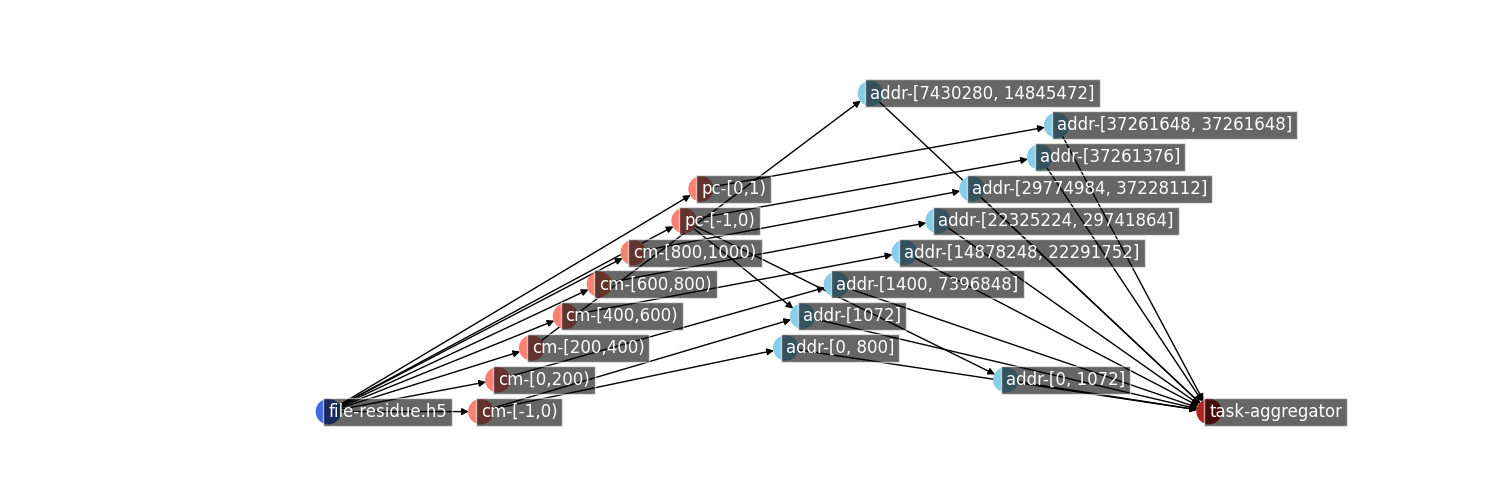 addr-[7430280, 14845472]
addr-[37261648, 37261648]
addr-[37261376]
pc-[0,1)
addr-[29774984, 37228112]
pc-[-1,0)
addr-[22325224, 29741864]
cm-[800,1000)
addr-[14878248, 22291752]
cm-[600,800)
addr-[1400, 7396848]
cm-[400,600)
addr-[1072]
cm-[200,400)
addr-[0, 800]
cm-[0,200)
addr-[0, 1072]
file-residue.h5
cm-[-1,0)
task-aggregator